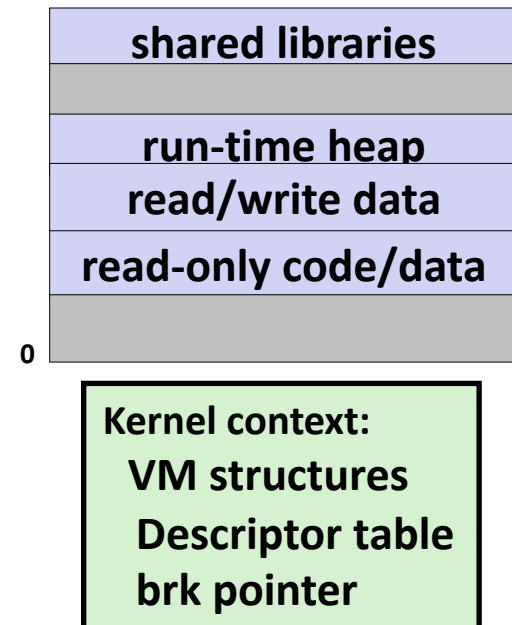 shared libraries
run-time heap
read/write data
read-only code/data
0
Kernel context:
VM structures
Descriptor table
brk pointer